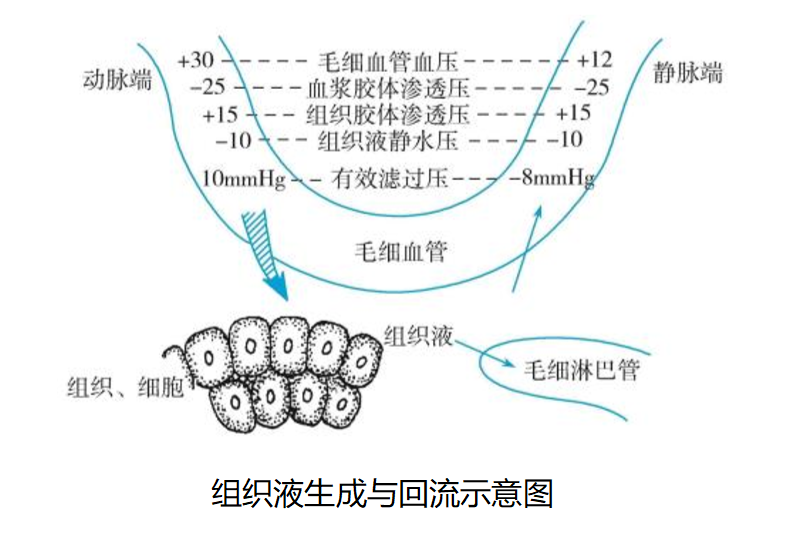 动脉端
静脉端
+30 毛细血管血压 +12
-25 血浆胶体渗透压 -25
+15 组织胶体渗透压 +15
-10 组织液静水压 -10
10mmHg 有效滤过压 -8mmHg
毛细血管
组织液
毛细淋巴管
组织、细胞
组织液生成与回流示意图